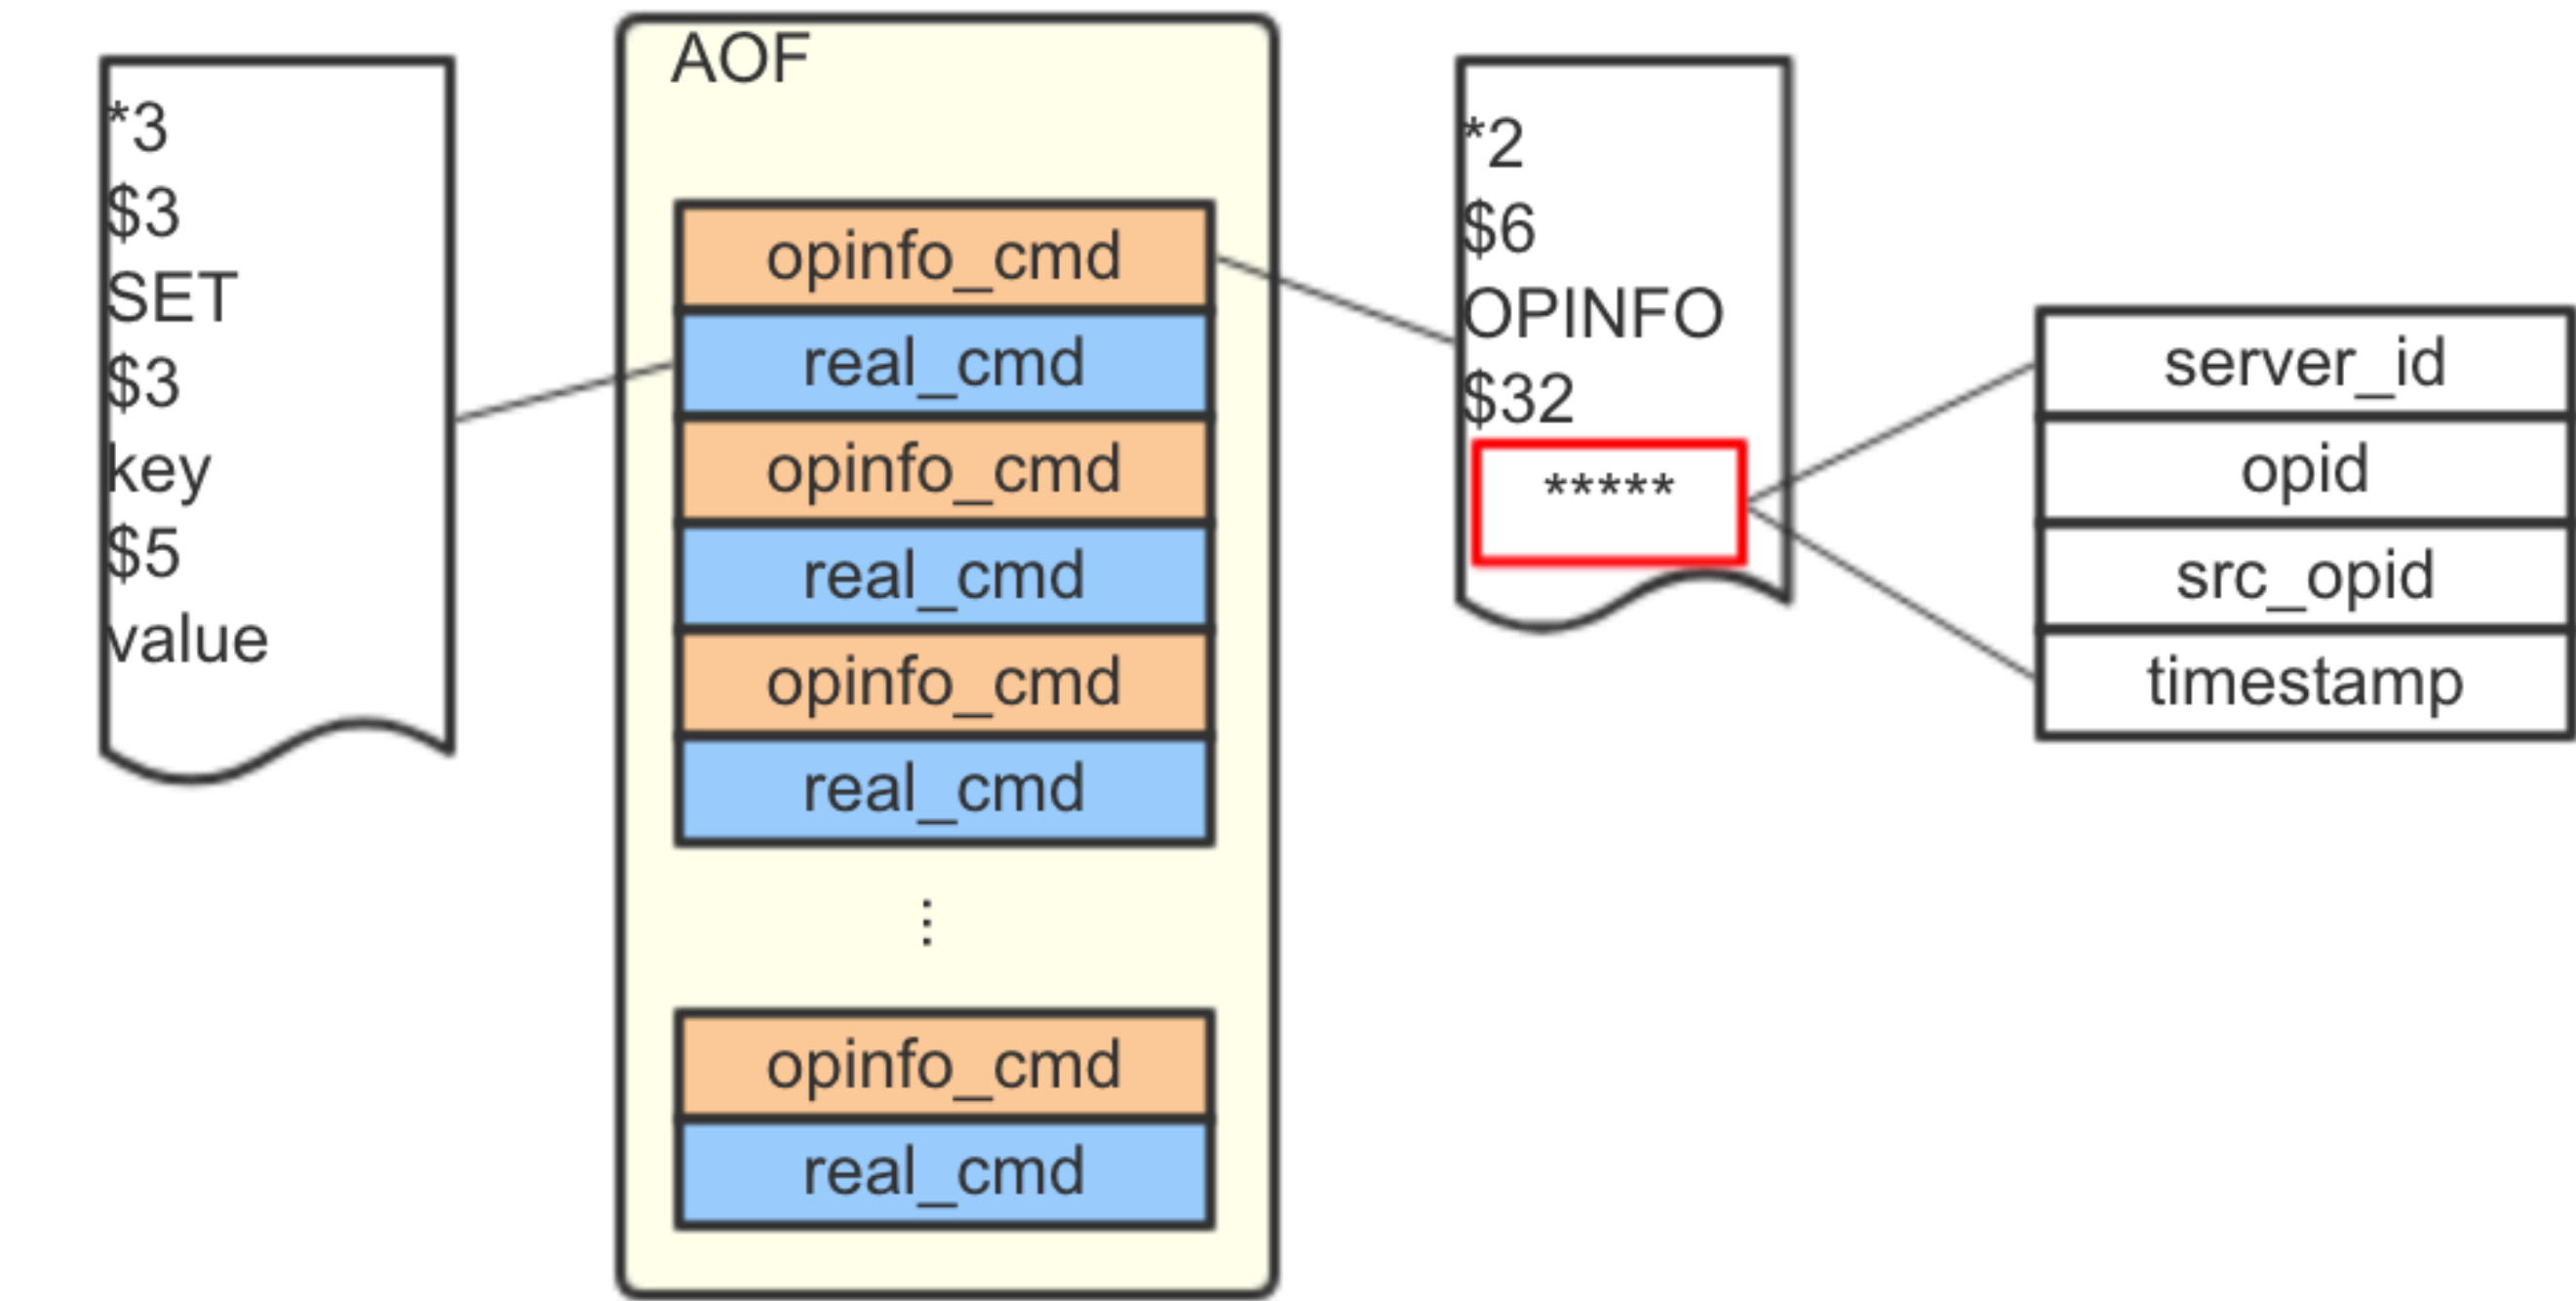 *3
$3
SET
$3
key
$5
value
AOF
opinfo_cmd
real_cmd
opinfo_cmd
real_cmd
opinfo_cmd
real_cmd
⋮
opinfo_cmd
real_cmd
*2
$6
OPINFO
$32
*****
server_id
opid
src_opid
timestamp